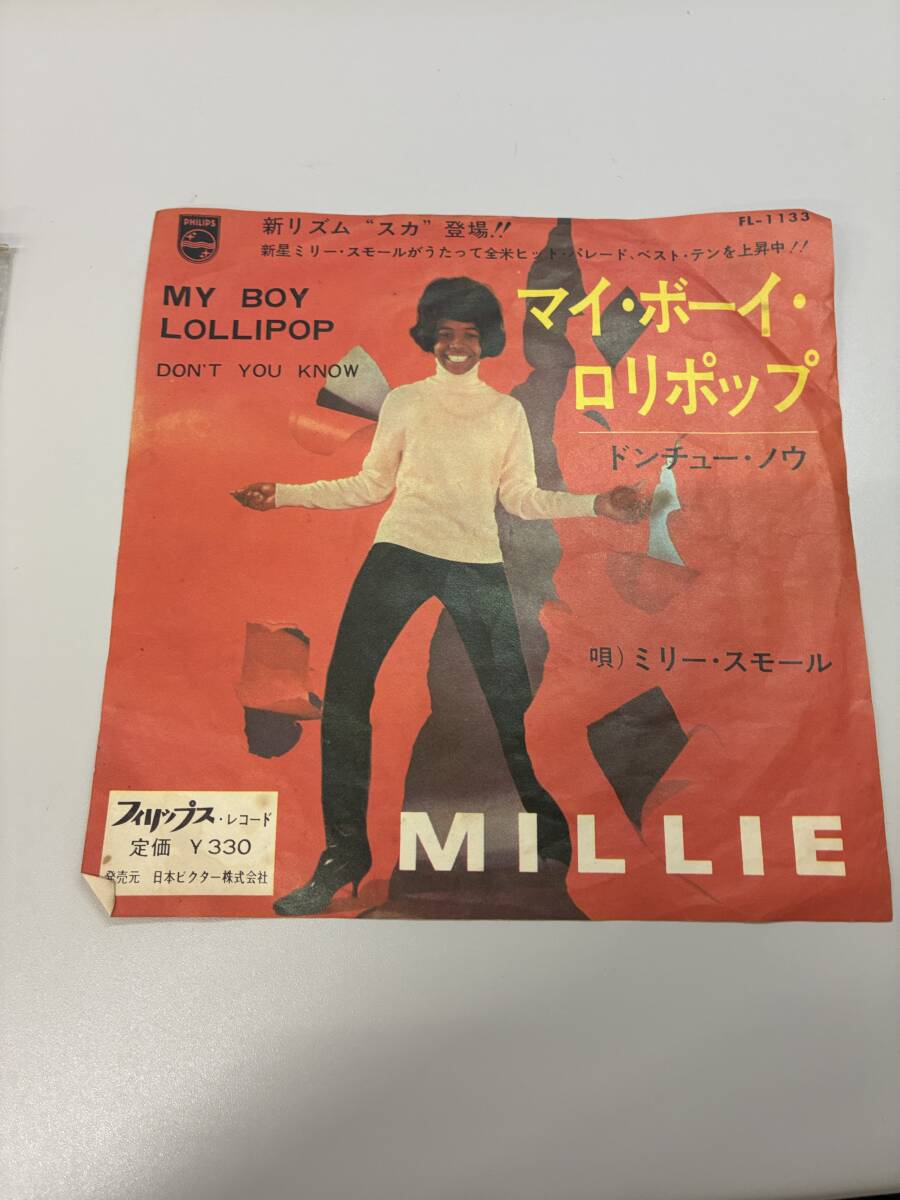 PHILIPS
新リズム “スカ” 登場!!
FL-1133
新星ミリー・スモールがうたって全米ヒット・パレード、ベスト・テンを上昇中!!
MY BOY
LOLLIPOP
DON'T YOU KNOW
マイ・ボーイ・
ロリポップ
ドンチュー・ノウ
唄) ミリー・スモール
MILLIE
フィリップス・レコード
定価 ¥330
発売元 日本ビクター株式会社